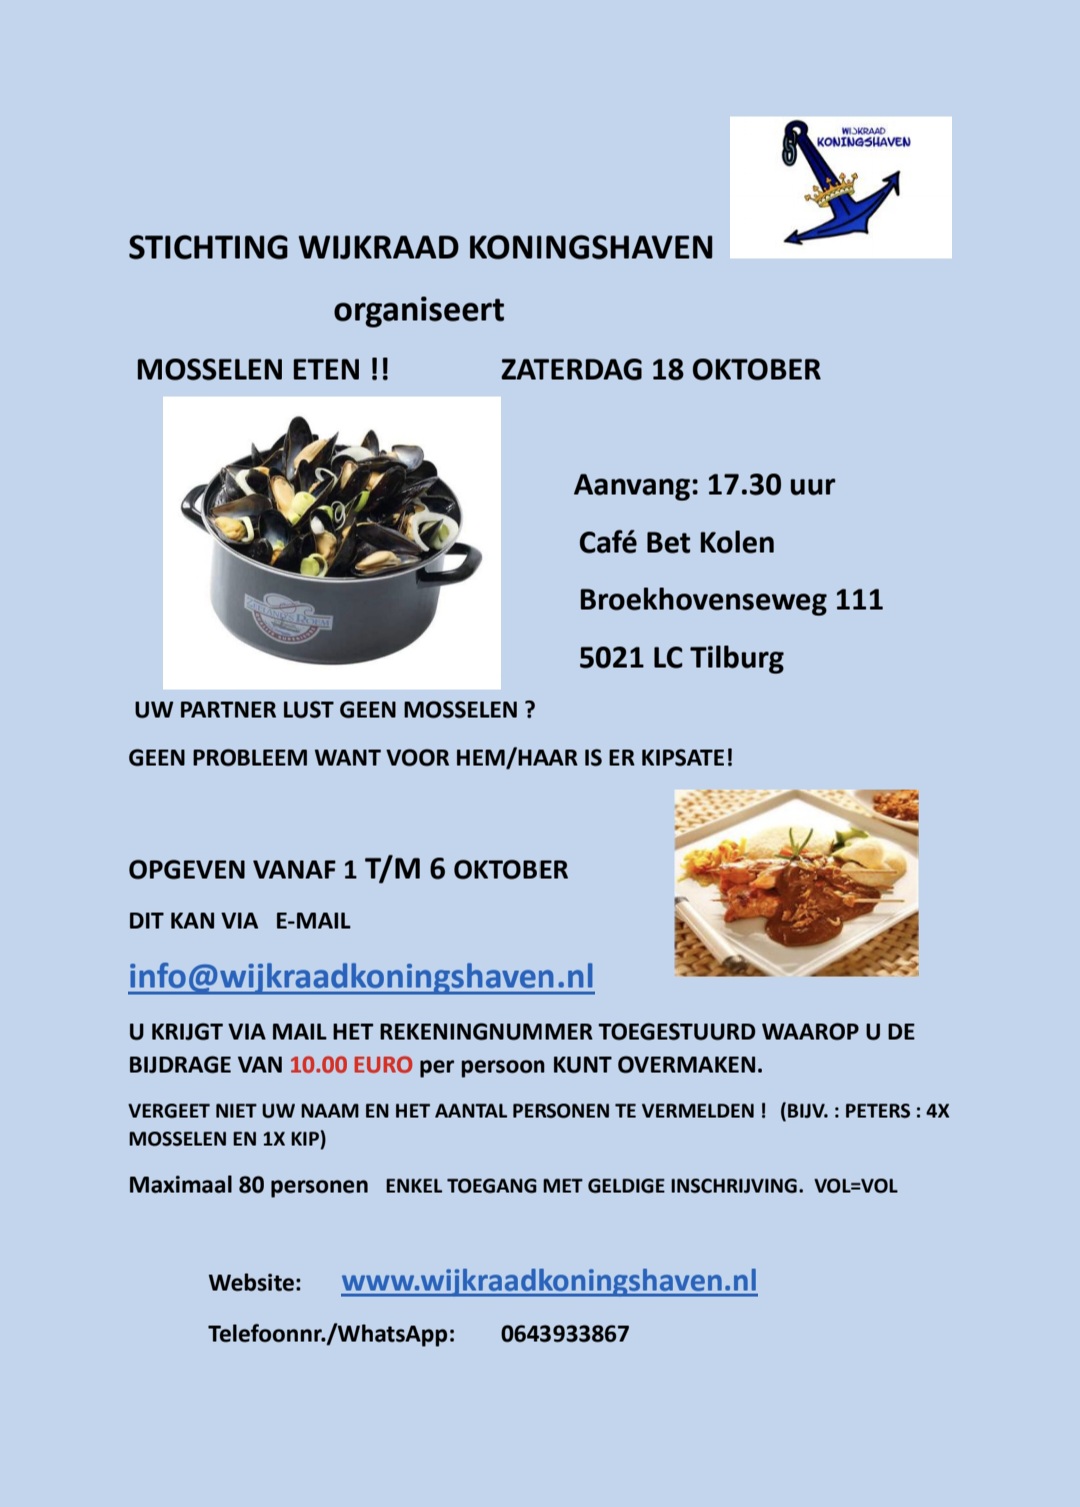 WIJKRAAD
KONINGSHAVEN
STICHTING WIJKRAAD KONINGSHAVEN
organiseert
MOSSELEN ETEN !! ZATERDAG 18 OKTOBER
Aanvang: 17.30 uur
Café Bet Kolen
Broekhovenseweg 111
5021 LC Tilburg
UW PARTNER LUST GEEN MOSSELEN ?
GEEN PROBLEEM WANT VOOR HEM/HAAR IS ER KIPSATE!
OPGEVEN VANAF 1 T/M 6 OKTOBER
DIT KAN VIA E-MAIL
info@wijkraadkoningshaven.nl
U KRIJGT VIA MAIL HET REKENINGNUMMER TOEGESTUURD WAAROP U DE
BIJDRAGE VAN 10.00 EURO per persoon KUNT OVERMAKEN.
VERGEET NIET UW NAAM EN HET AANTAL PERSONEN TE VERMELDEN ! (BIJV. : PETERS : 4X
MOSSELEN EN 1X KIP)
Maximaal 80 personen ENKEL TOEGANG MET GELDIGE INSCHRIJVING. VOL=VOL
Website: www.wijkraadkoningshaven.nl
Telefoonnr./WhatsApp: 0643933867